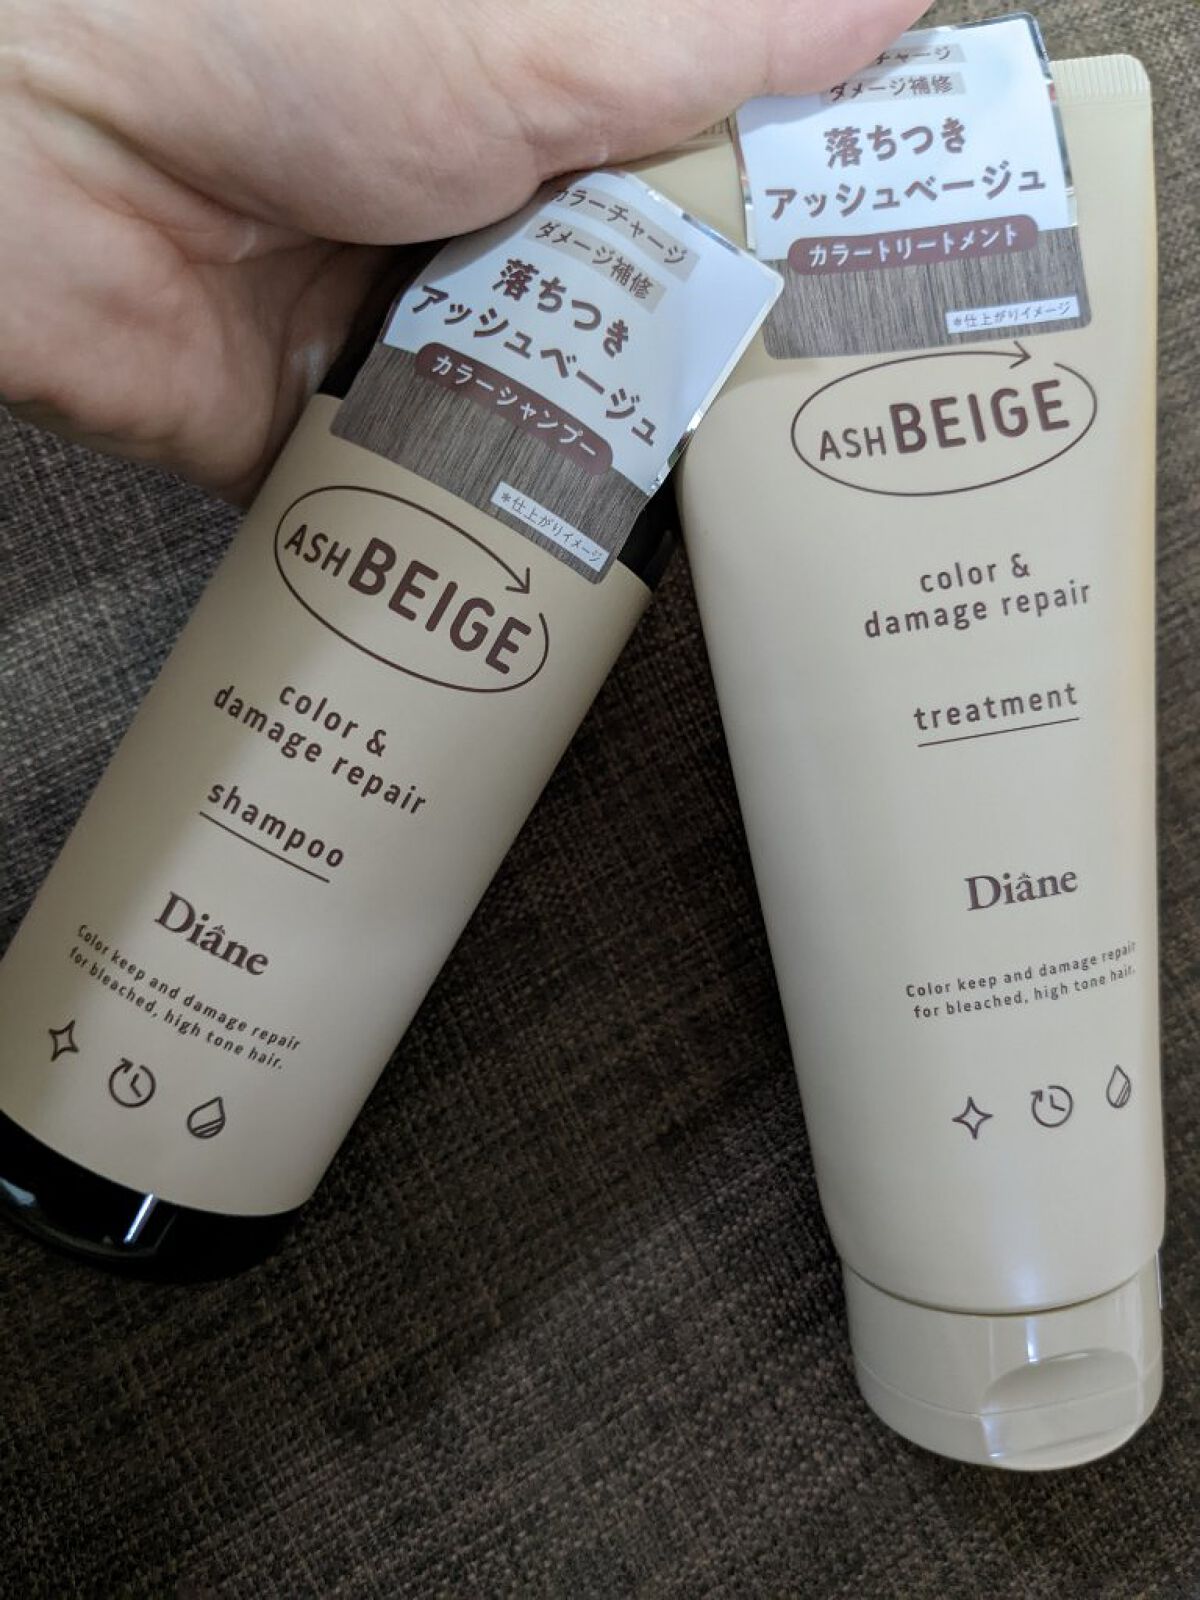 カラーチャージ
ダメージ補修
落ちつき
アッシュベージュ
カラーシャンプー
*仕上がりイメージ
ASH BEIGE
color &
damage repair
shampoo
Diâne
Color keep and damage repair
for bleached, high tone hair.
チャージ
ダメージ補修
落ちつき
アッシュベージュ
カラートリートメント
*仕上がりイメージ
ASH BEIGE
color &
damage repair
treatment
Diâne
Color keep and damage repair
for bleached, high tone hair.